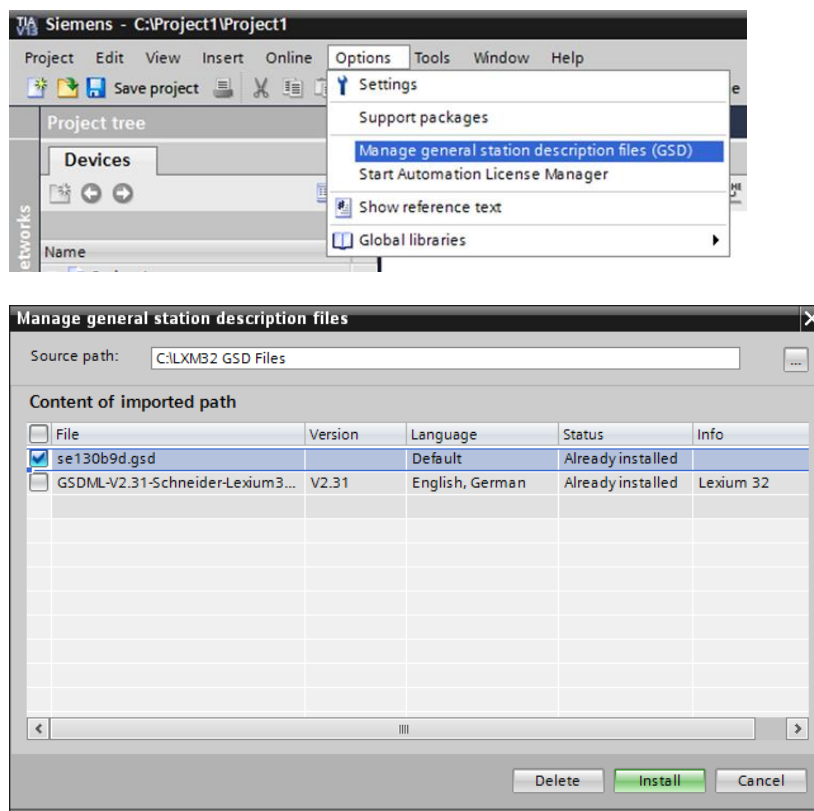 TIA V13 Siemens - C:\Project1\Project1
Project Edit View Insert Online Options Tools Window Help
Save project
Settings
Support packages
Manage general station description files (GSD)
Start Automation License Manager
Show reference text
Global libraries
Project tree
Devices
Name
Manage general station description files
Source path: C:\LXM32 GSD Files ...
Content of imported path
File Version Language Status Info
se130b9d.gsd Default Already installed
GSDML-V2.31-Schneider-Lexium3... V2.31 English, German Already installed Lexium 32
Delete Install Cancel